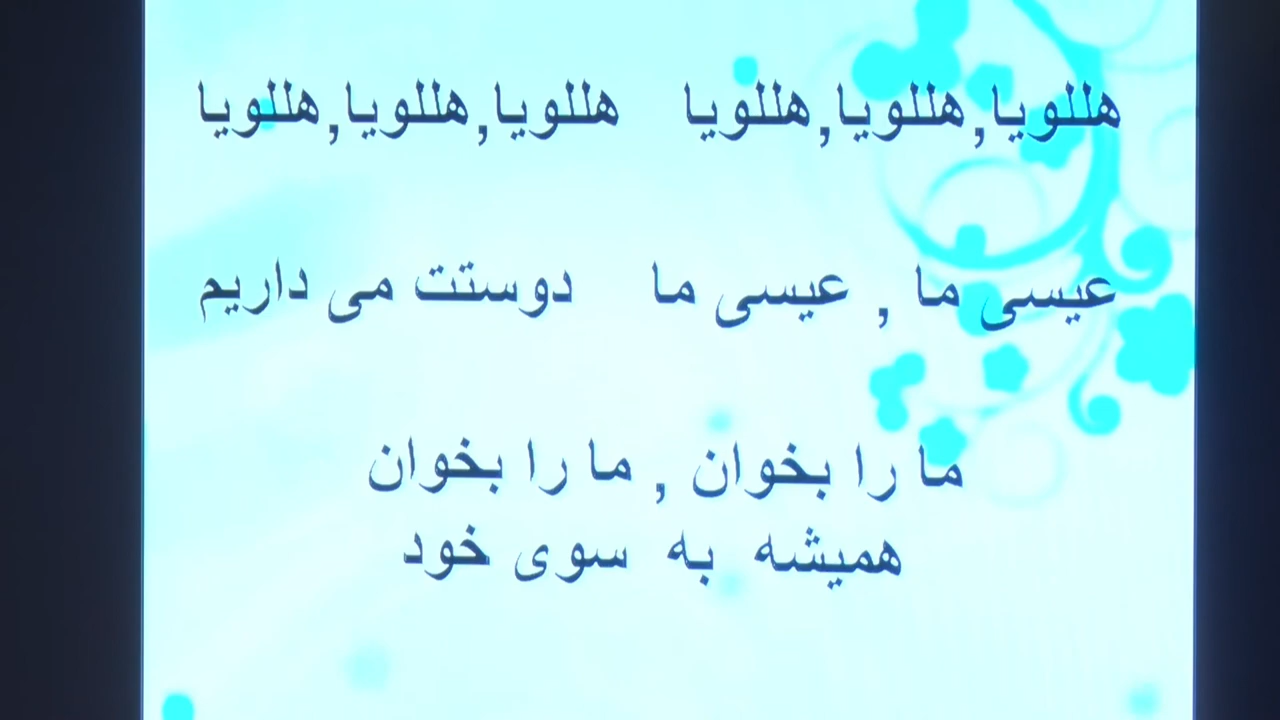 هللویا,هللویا,هللویا هللویا,هللویا,هللویا
عیسی ما , عیسی ما دوستت می داریم
ما را بخوان , ما را بخوان
همیشه به سوی خود